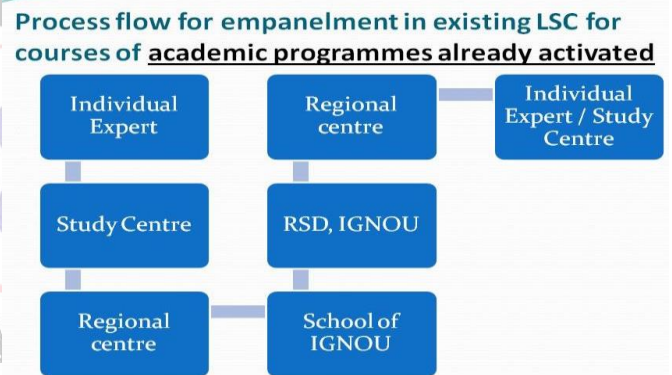 Process flow for empanelment in existing LSC for
courses of academic programmes already activated
Individual
Expert
Study Centre
Regional
centre
School of
IGNOU
RSD, IGNOU
Regional
centre
Individual
Expert / Study
Centre